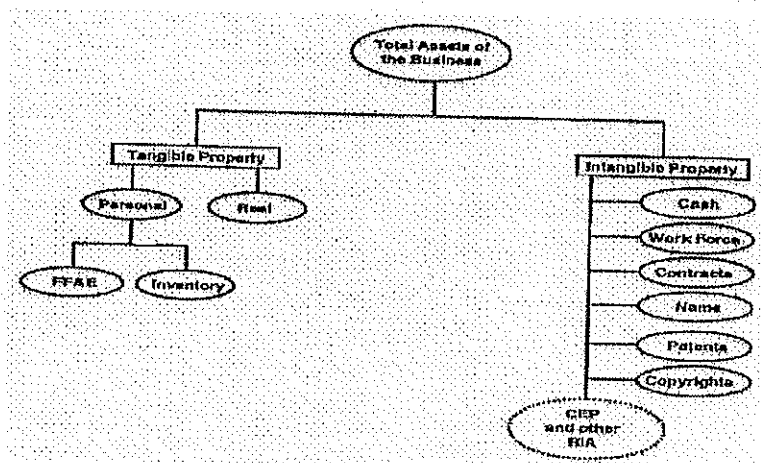 Total Assets of
the Business
Tangible Property
Intangible Property
Personal
Real
Cash
Work Force
Contracts
FFAE
Inventory
Name
Patents
Copyrights
CEP
and other